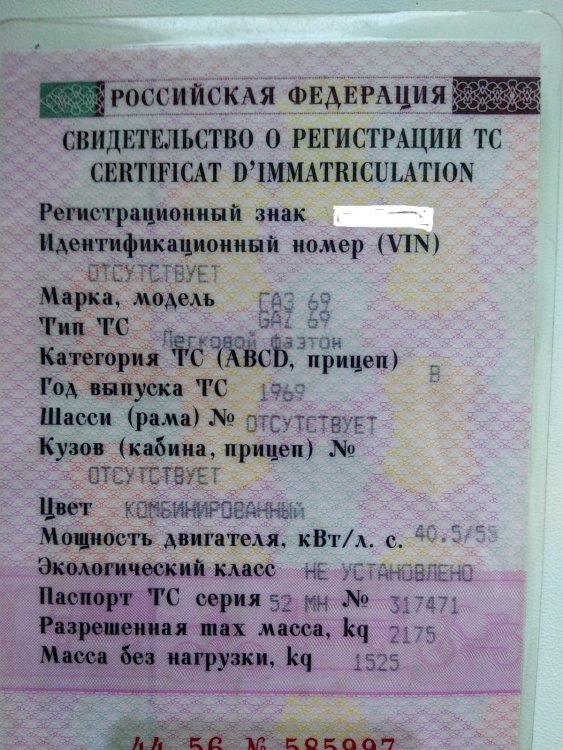 РОССИЙСКАЯ ФЕДЕРАЦИЯ
СВИДЕТЕЛЬСТВО О РЕГИСТРАЦИИ ТС
CERTIFICAT D'IMMATRICULATION
Регистрационный знак
Идентификационный номер (VIN)
ОТСУТСТВУЕТ
Марка, модель ГАЗ 69
GAZ 69
Тип ТС Легковой фаэтон
Категория ТС (ABCD, прицеп) B
Год выпуска ТС 1969
Шасси (рама) № ОТСУТСТВУЕТ
Кузов (кабина, прицеп) №
ОТСУТСТВУЕТ
Цвет КОМБИНИРОВАННЫЙ
Мощность двигателя, кВт/л. с. 40.5/55
Экологический класс НЕ УСТАНОВЛЕНО
Паспорт ТС серия 52 МН № 317471
Разрешенная max масса, kg 2175
Масса без нагрузки, kg 1525
44 56 № 585997